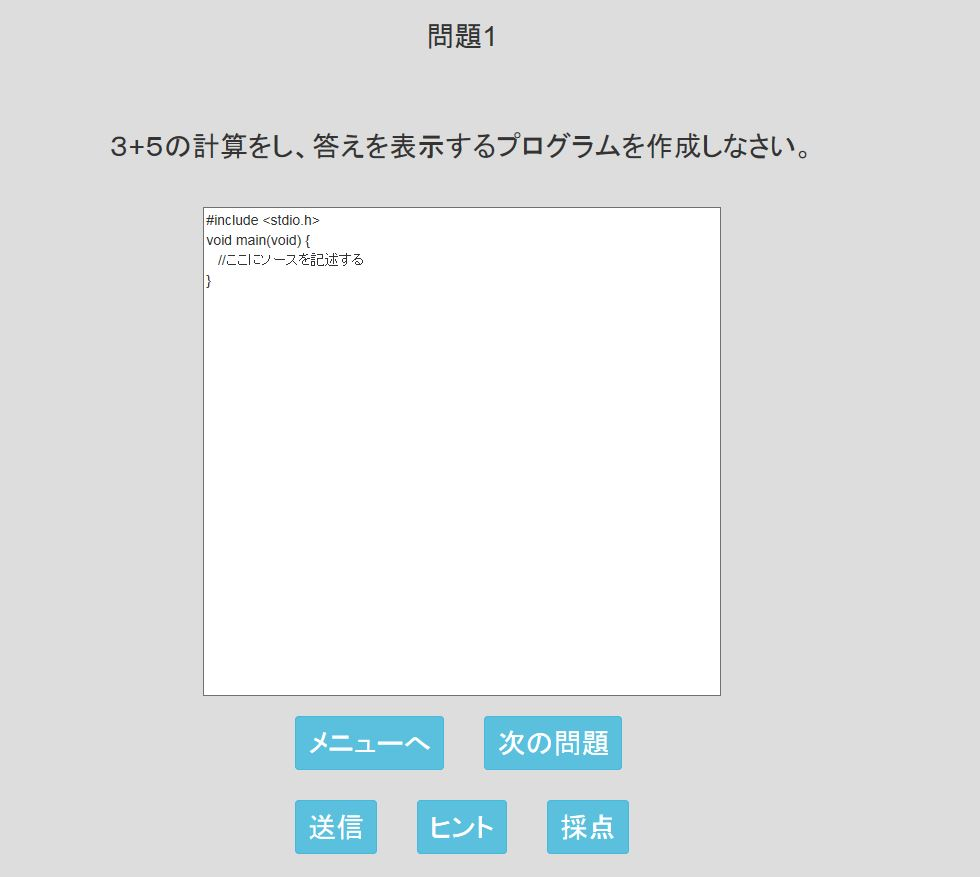 問題1
３+５の計算をし、答えを表示するプログラムを作成しなさい。
#include <stdio.h>
void main(void) {
//ここにソースを記述する
}
メニューへ 次の問題
送信 ヒント 採点